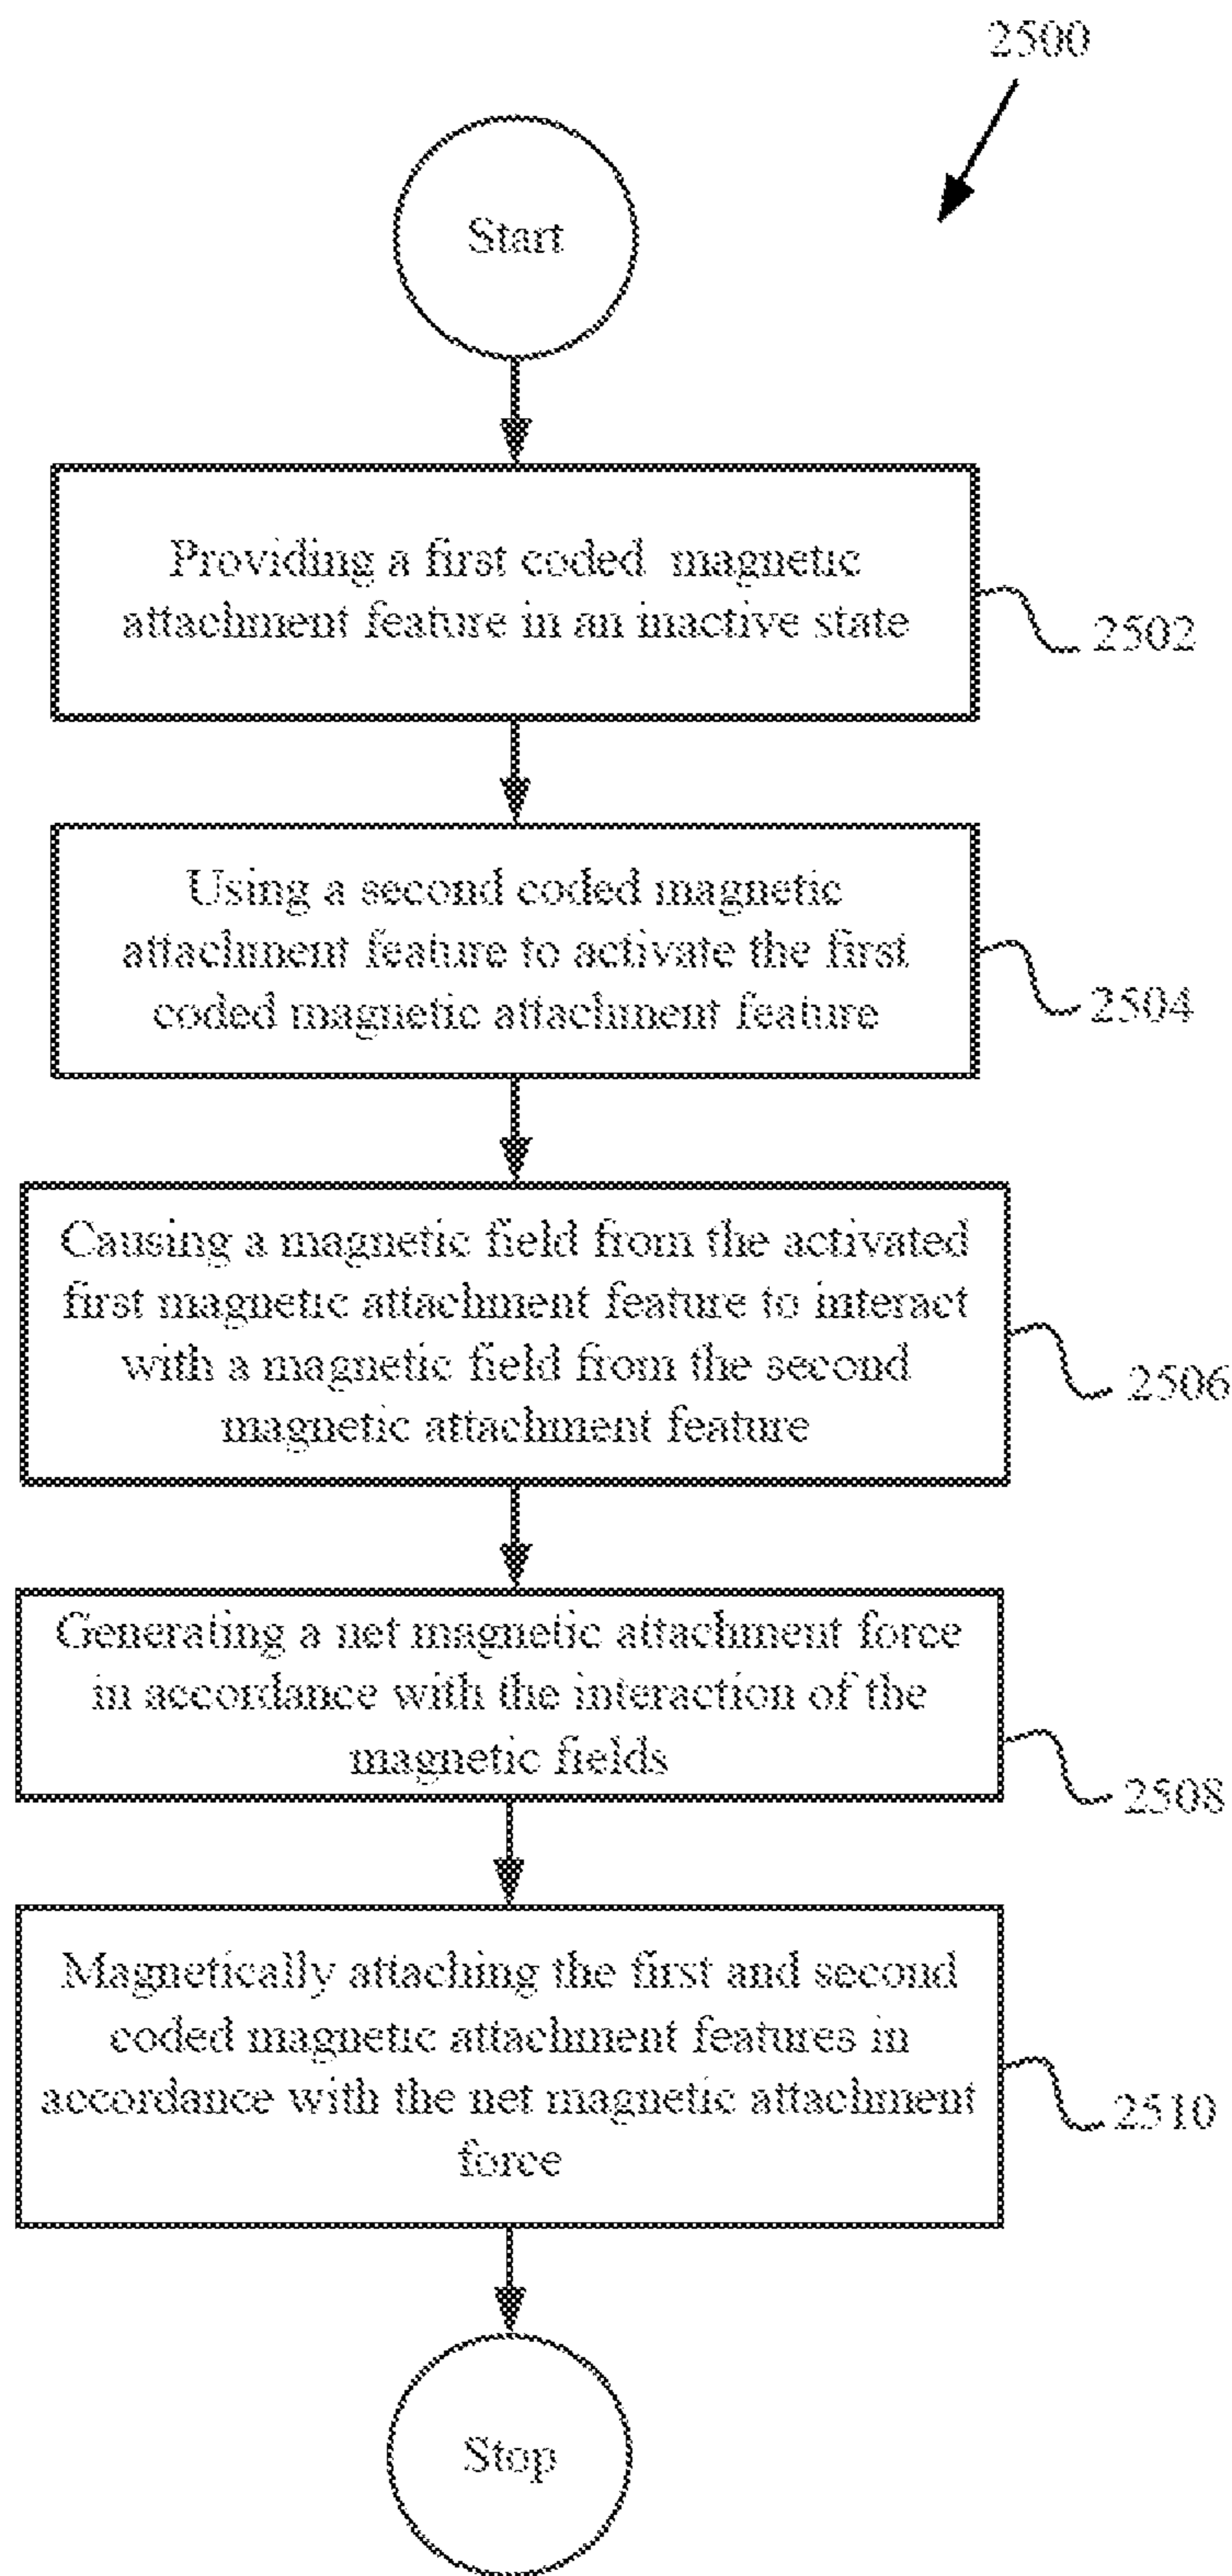 2500
Start
Providing a first coded magnetic
attachment feature in an inactive state
2502
Using a second coded magnetic
attachment feature to activate the first
coded magnetic attachment feature
2504
Causing a magnetic field from the activated
first magnetic attachment feature to interact
with a magnetic field from the second
magnetic attachment feature
2506
Generating a net magnetic attachment force
in accordance with the interaction of the
magnetic fields
2508
Magnetically attaching the first and second
coded magnetic attachment features in
accordance with the net magnetic attachment
force
2510
Stop